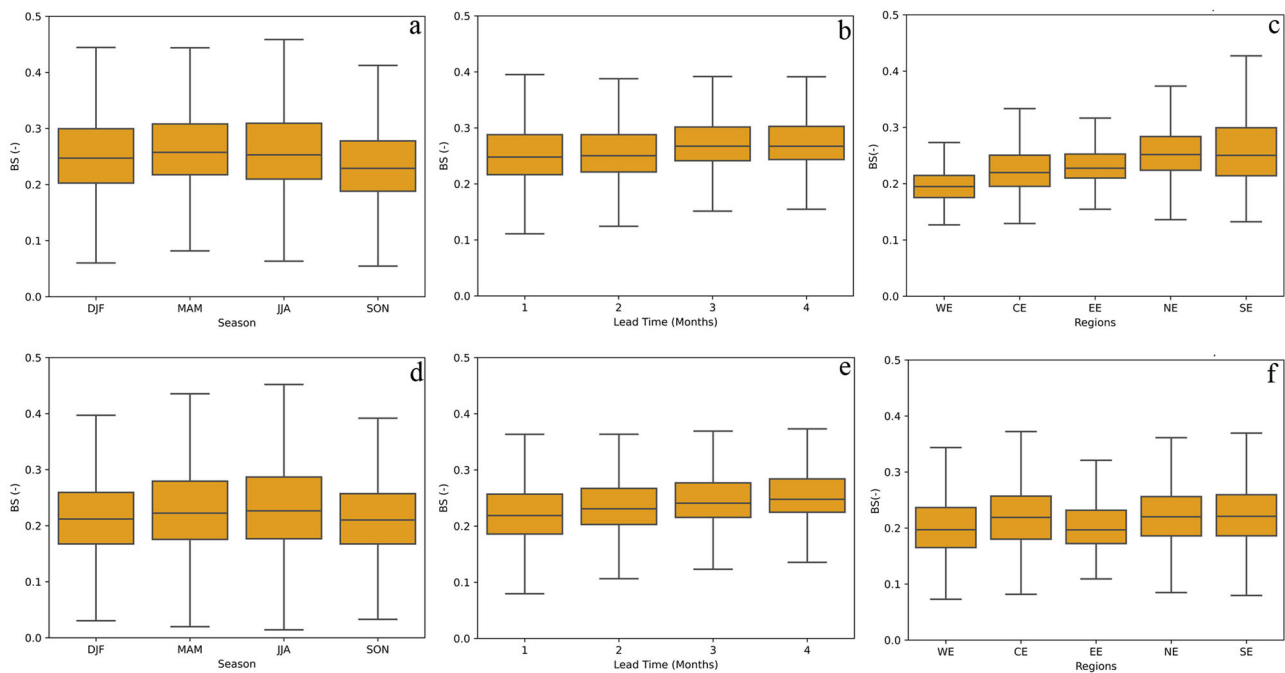 a
0.5
0.4
0.3
0.2
0.1
0.0
BS (-)
DJF MAM JJA SON
Season
b
0.5
0.4
0.3
0.2
0.1
0.0
BS (-)
1 2 3 4
Lead Time (Months)
c
0.5
0.4
0.3
0.2
0.1
0.0
BS(-)
WE CE EE NE SE
Regions
d
0.5
0.4
0.3
0.2
0.1
0.0
BS (-)
DJF MAM JJA SON
Season
e
0.5
0.4
0.3
0.2
0.1
0.0
BS (-)
1 2 3 4
Lead Time (Months)
f
0.5
0.4
0.3
0.2
0.1
0.0
BS(-)
WE CE EE NE SE
Regions